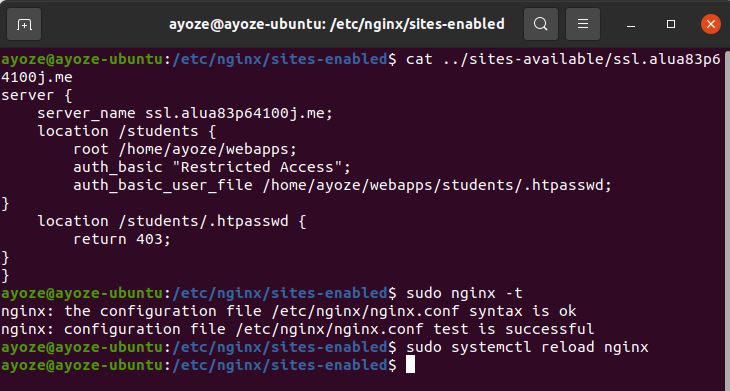 ayoze@ayoze-ubuntu: /etc/nginx/sites-enabled
ayoze@ayoze-ubuntu:/etc/nginx/sites-enabled$ cat ../sites-available/ssl.alua83p6
4100j.me
server {
    server_name ssl.alua83p64100j.me;
    location /students {
        root /home/ayoze/webapps;
        auth_basic "Restricted Access";
        auth_basic_user_file /home/ayoze/webapps/students/.htpasswd;
}
    location /students/.htpasswd {
        return 403;
}
}
ayoze@ayoze-ubuntu:/etc/nginx/sites-enabled$ sudo nginx -t
nginx: the configuration file /etc/nginx/nginx.conf syntax is ok
nginx: configuration file /etc/nginx/nginx.conf test is successful
ayoze@ayoze-ubuntu:/etc/nginx/sites-enabled$ sudo systemctl reload nginx
ayoze@ayoze-ubuntu:/etc/nginx/sites-enabled$